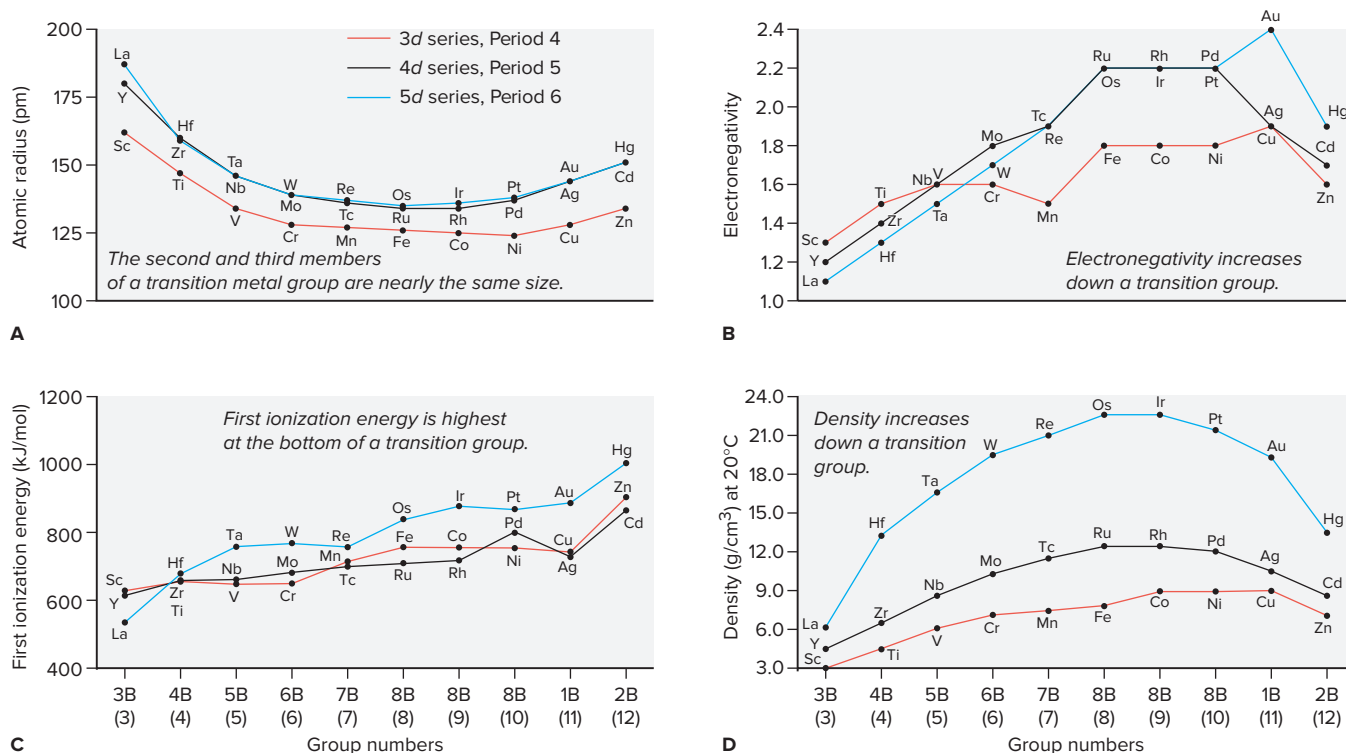 200
175
150
125
100
Atomic radius (pm)
3d series, Period 4
4d series, Period 5
5d series, Period 6
La
Y
Sc
Hf
Zr
Ti
Ta
Nb
V
W
Mo
Cr
Re
Tc
Mn
Os
Ru
Fe
Ir
Rh
Co
Pt
Pd
Ni
Au
Ag
Cu
Hg
Cd
Zn
The second and third members
of a transition metal group are nearly the same size.
A
2.4
2.2
2.0
1.8
1.6
1.4
1.2
1.0
Electronegativity
Sc
Y
La
Ti
Zr
Hf
Nb
V
Ta
Mo
W
Cr
Tc
Re
Mn
Ru
Os
Fe
Rh
Ir
Co
Pd
Pt
Ni
Au
Ag
Cu
Hg
Cd
Zn
Electronegativity increases
down a transition group.
B
1200
1000
800
600
400
First ionization energy (kJ/mol)
First ionization energy is highest
at the bottom of a transition group.
Sc
Y
La
Hf
Zr
Ti
Ta
Nb
V
W
Mo
Cr
Re
Mn
Tc
Os
Fe
Ru
Ir
Co
Rh
Pt
Pd
Ni
Au
Cu
Ag
Hg
Zn
Cd
3B 4B 5B 6B 7B 8B 8B 8B 1B 2B
(3) (4) (5) (6) (7) (8) (9) (10) (11) (12)
Group numbers
C
24.0
21.0
18.0
15.0
12.0
9.0
6.0
3.0
Density (g/cm³) at 20°C
Density increases
down a transition
group.
La
Y
Sc
Hf
Zr
Ti
Ta
Nb
V
W
Mo
Cr
Re
Tc
Mn
Os
Ru
Fe
Ir
Rh
Co
Pt
Pd
Ni
Au
Ag
Cu
Hg
Cd
Zn
3B 4B 5B 6B 7B 8B 8B 8B 1B 2B
(3) (4) (5) (6) (7) (8) (9) (10) (11) (12)
Group numbers
D